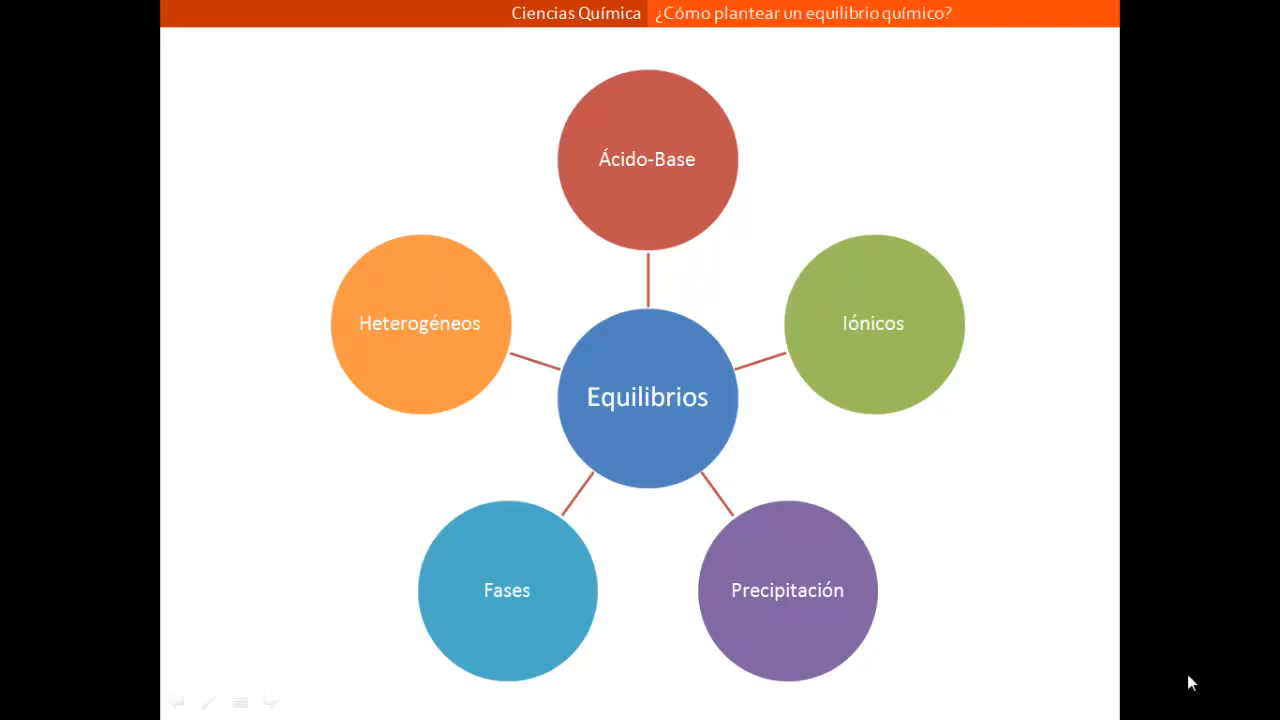 Ciencias Química ¿Cómo plantear un equilibrio químico?
Ácido-Base
Heterogéneos
Iónicos
Equilibrios
Fases
Precipitación